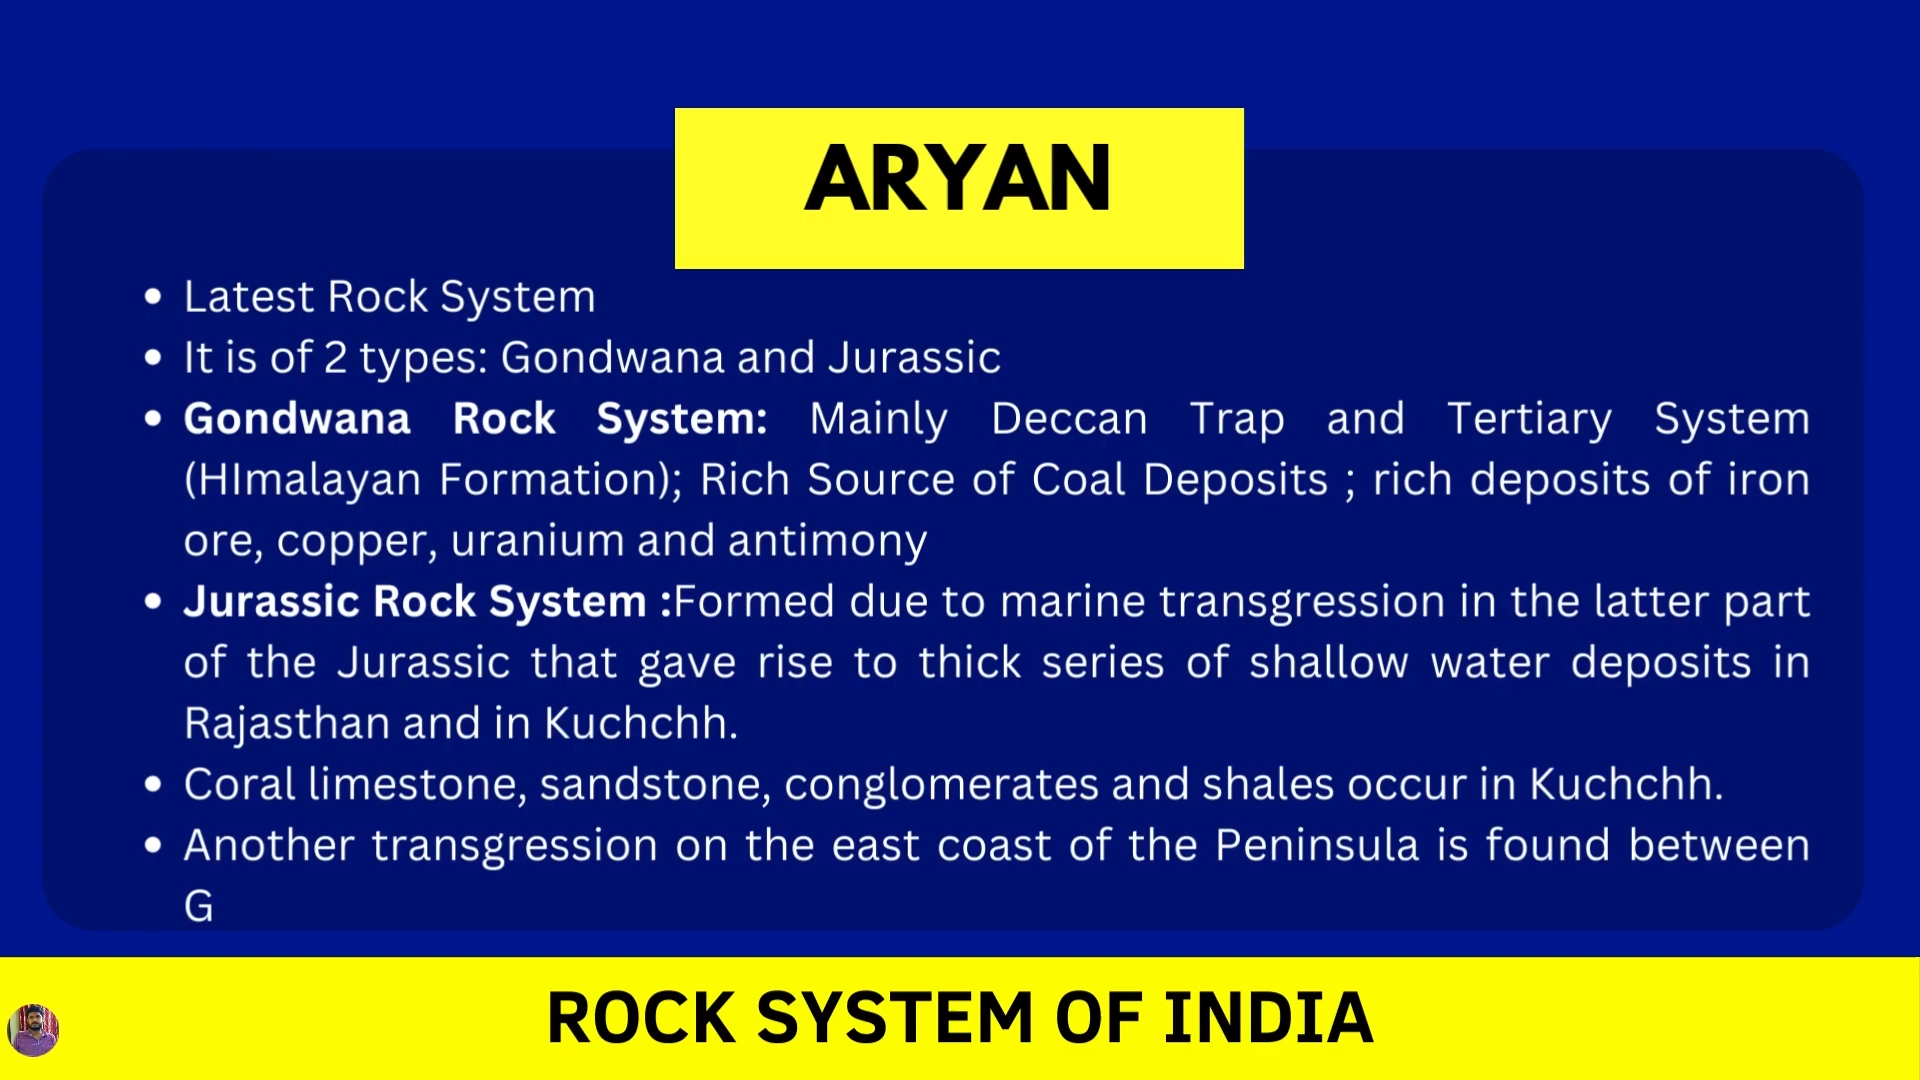 ARYAN
• Latest Rock System
• It is of 2 types: Gondwana and Jurassic
• Gondwana Rock System: Mainly Deccan Trap and Tertiary System
(HImalayan Formation); Rich Source of Coal Deposits ; rich deposits of iron
ore, copper, uranium and antimony
• Jurassic Rock System :Formed due to marine transgression in the latter part
of the Jurassic that gave rise to thick series of shallow water deposits in
Rajasthan and in Kuchchh.
• Coral limestone, sandstone, conglomerates and shales occur in Kuchchh.
• Another transgression on the east coast of the Peninsula is found between
G
ROCK SYSTEM OF INDIA